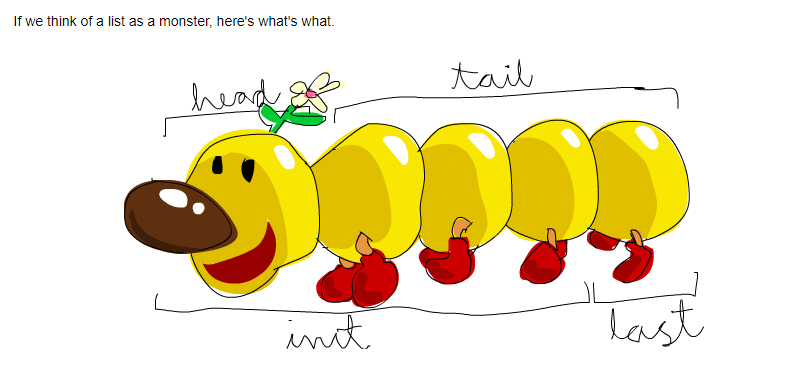 If we think of a list as a monster, here's what's what.
head
tail
init
last